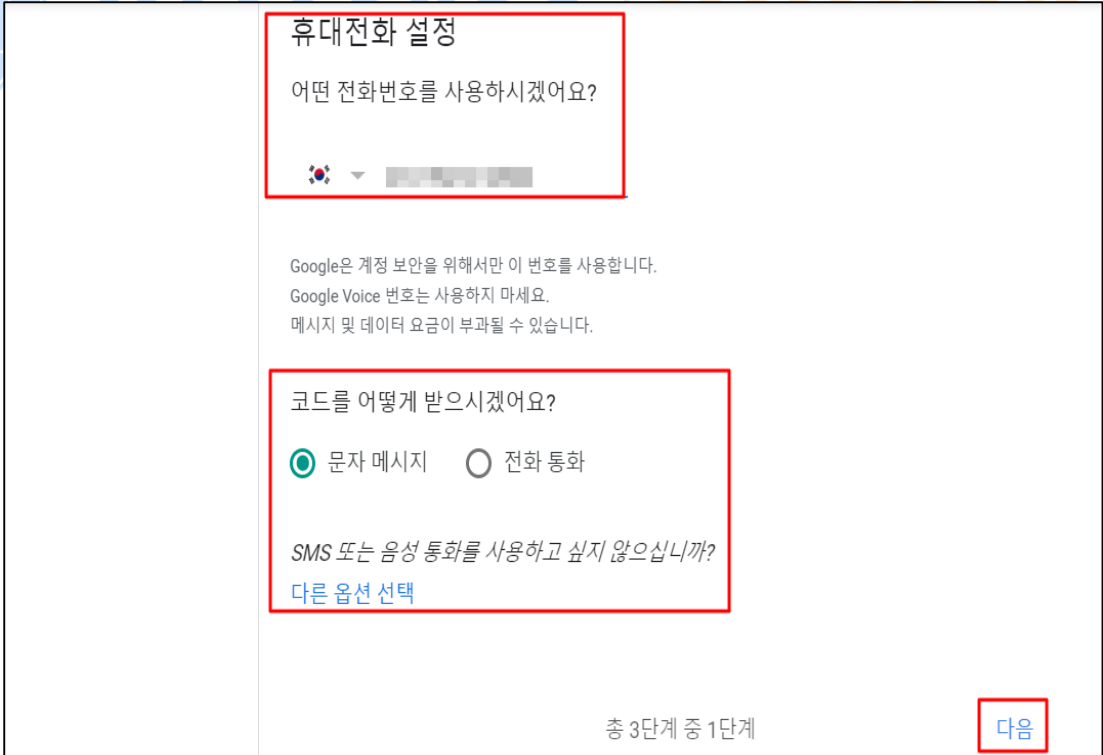 휴대전화 설정
어떤 전화번호를 사용하시겠어요?
Google은 계정 보안을 위해서만 이 번호를 사용합니다.
Google Voice 번호는 사용하지 마세요.
메시지 및 데이터 요금이 부과될 수 있습니다.
코드를 어떻게 받으시겠어요?
문자 메시지 전화 통화
SMS 또는 음성 통화를 사용하고 싶지 않으십니까?
다른 옵션 선택
총 3단계 중 1단계 다음